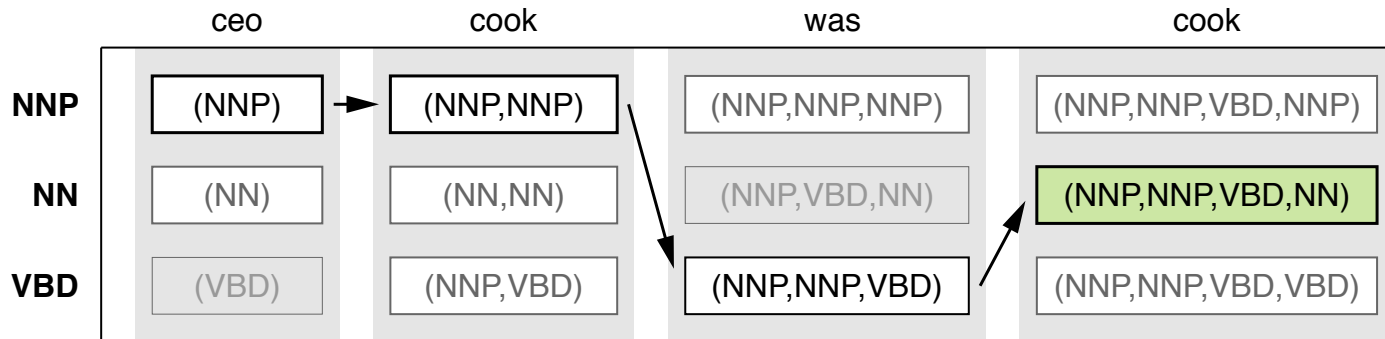 ceo cook was cook
NNP (NNP) (NNP,NNP) (NNP,NNP,NNP) (NNP,NNP,VBD,NNP)
NN (NN) (NN,NN) (NNP,VBD,NN) (NNP,NNP,VBD,NN)
VBD (VBD) (NNP,VBD) (NNP,NNP,VBD) (NNP,NNP,VBD,VBD)